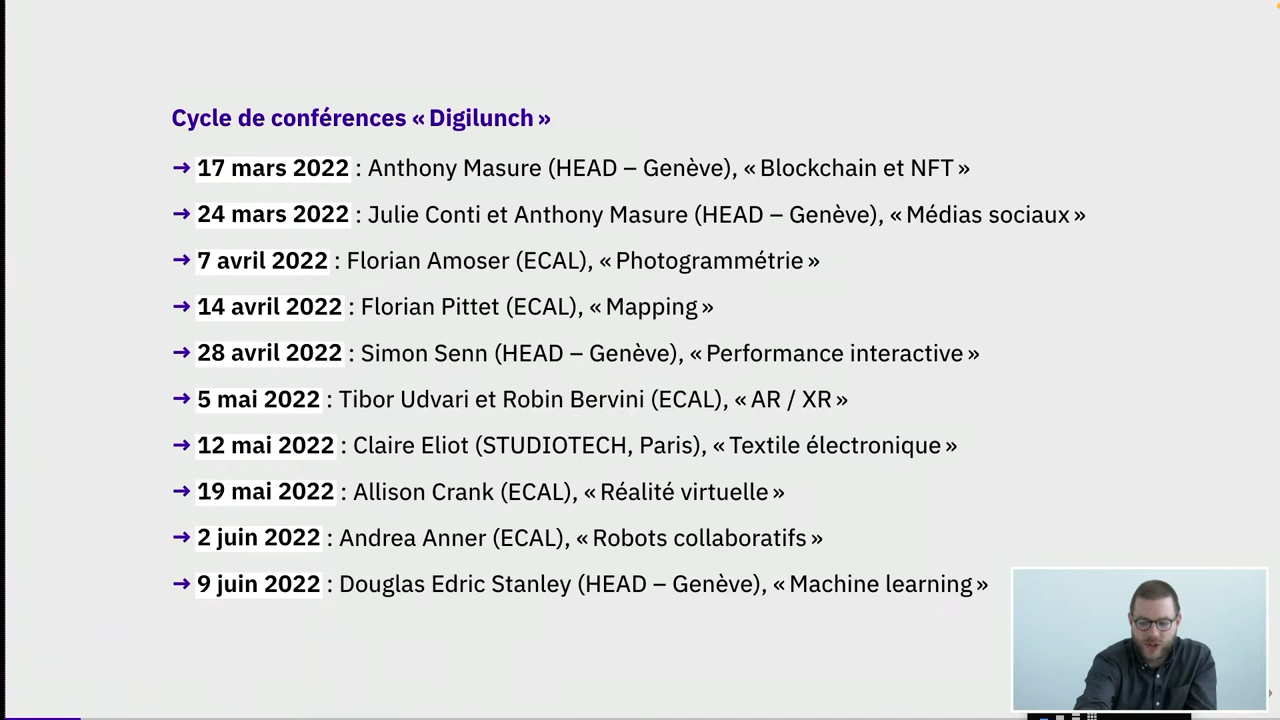 Cycle de conférences « Digilunch »
→ 17 mars 2022 : Anthony Masure (HEAD – Genève), « Blockchain et NFT »
→ 24 mars 2022 : Julie Conti et Anthony Masure (HEAD – Genève), « Médias sociaux »
→ 7 avril 2022 : Florian Amoser (ECAL), « Photogrammétrie »
→ 14 avril 2022 : Florian Pittet (ECAL), « Mapping »
→ 28 avril 2022 : Simon Senn (HEAD – Genève), « Performance interactive »
→ 5 mai 2022 : Tibor Udvari et Robin Bervini (ECAL), « AR / XR »
→ 12 mai 2022 : Claire Eliot (STUDIOTECH, Paris), « Textile électronique »
→ 19 mai 2022 : Allison Crank (ECAL), « Réalité virtuelle »
→ 2 juin 2022 : Andrea Anner (ECAL), « Robots collaboratifs »
→ 9 juin 2022 : Douglas Edric Stanley (HEAD – Genève), « Machine learning »